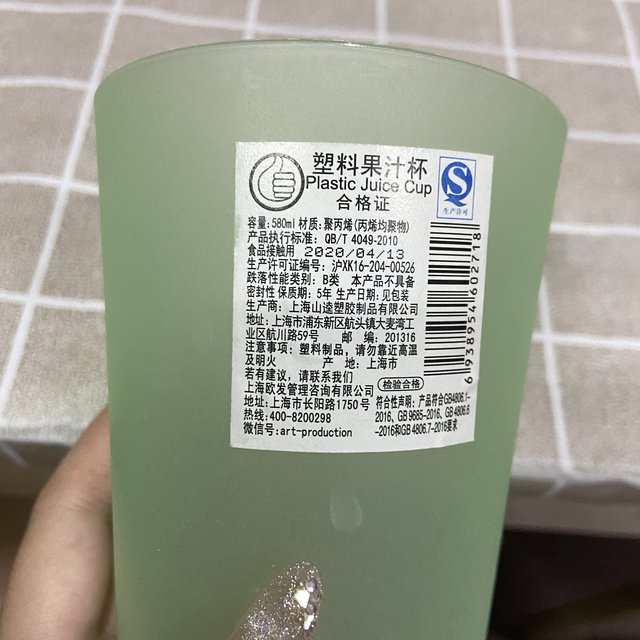 塑料果汁杯
Plastic Juice Cup
合格证
生产许可
容量:580ml 材质:聚丙烯(丙烯均聚物)
产品执行标准: QB/T 4049-2010
食品接触用 2020/04/13
生产许可证编号:沪XK16-204-00526
跌落性能类别: B类 本产品不具备
密封性 保质期:5年 生产日期:见包装
生产商:上海山逵塑胶制品有限公司
地址:上海市浦东新区航头镇大麦湾工
业区航川路59号 邮 编: 201316
注意事项: 塑料制品,请勿靠近高温
及明火 产 地: 上海市
若有建议,请联系我们
上海欧发管理咨询有限公司
地址:上海市长阳路1750号
热线:400-8200298
微信号:art-production
检验合格
符合性声明:产品符合GB4806.1-
2016、GB 9685-2016、GB 4806.6
-2016和GB 4806.7-2016要求
6938954602718